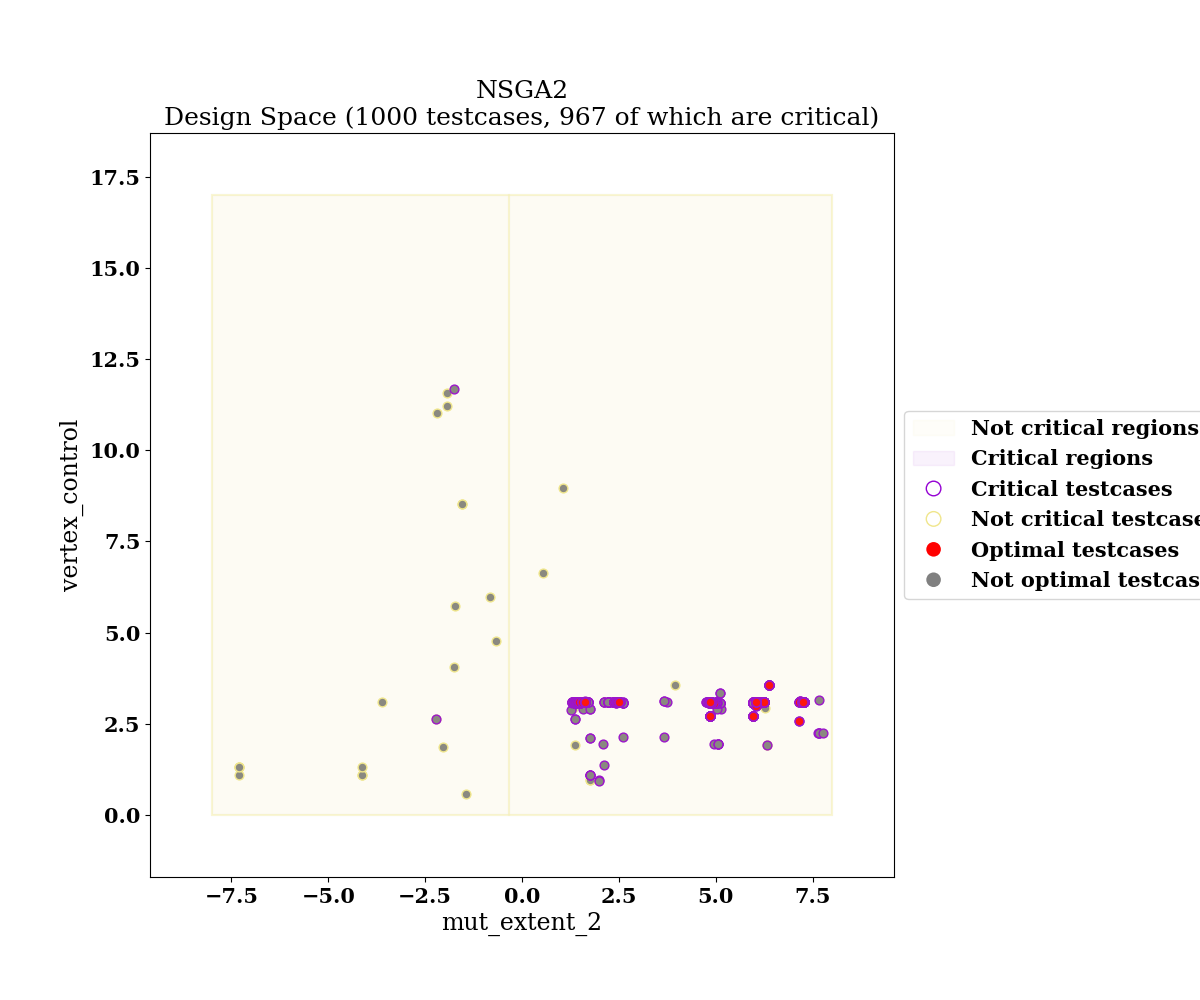 NSGA2
Design Space (1000 testcases, 967 of which are critical)
17.5
15.0
12.5
10.0
7.5
5.0
2.5
0.0
vertex_control
−7.5 −5.0 −2.5 0.0 2.5 5.0 7.5
mut_extent_2
Not critical regions
Critical regions
Critical testcases
Not critical testcase
Optimal testcases
Not optimal testcas